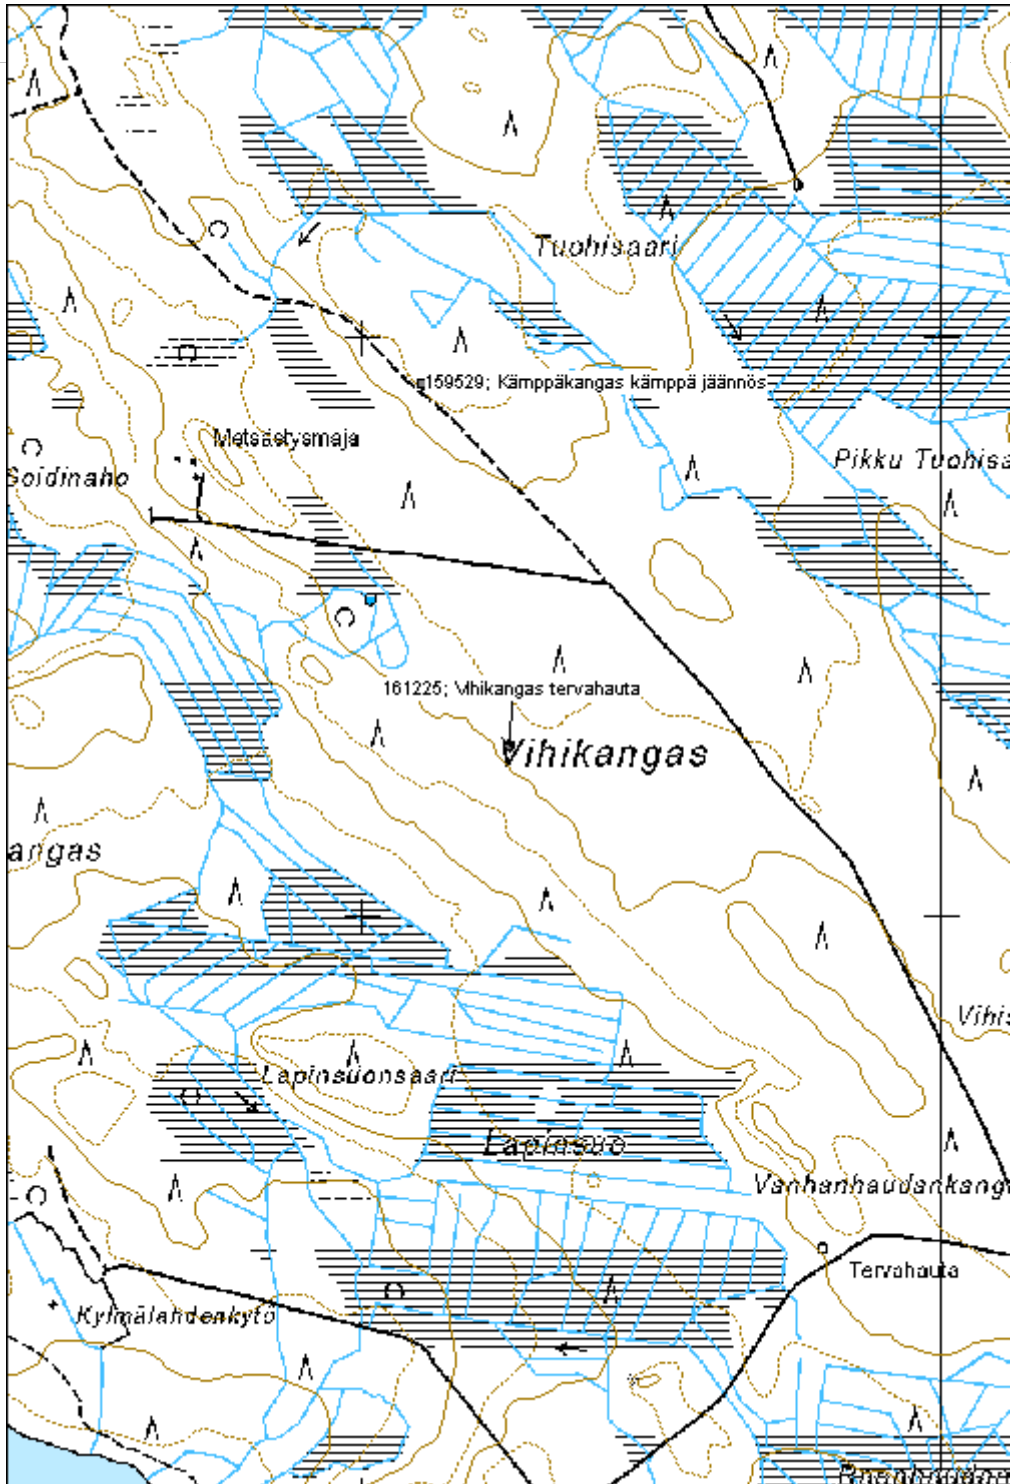 Tuohisaari
159529; Kämppäkangas kämppä jäännös
Metsästysmaja
Pikku Tuohisa
Soidinaho
161225; Vihikangas tervahauta
Vihikangas
angas
Vihis
Lapinsuonsaari
Lapinsuo
Vanhanhaudankanga
Tervahauta
Kylmälahdenkytö